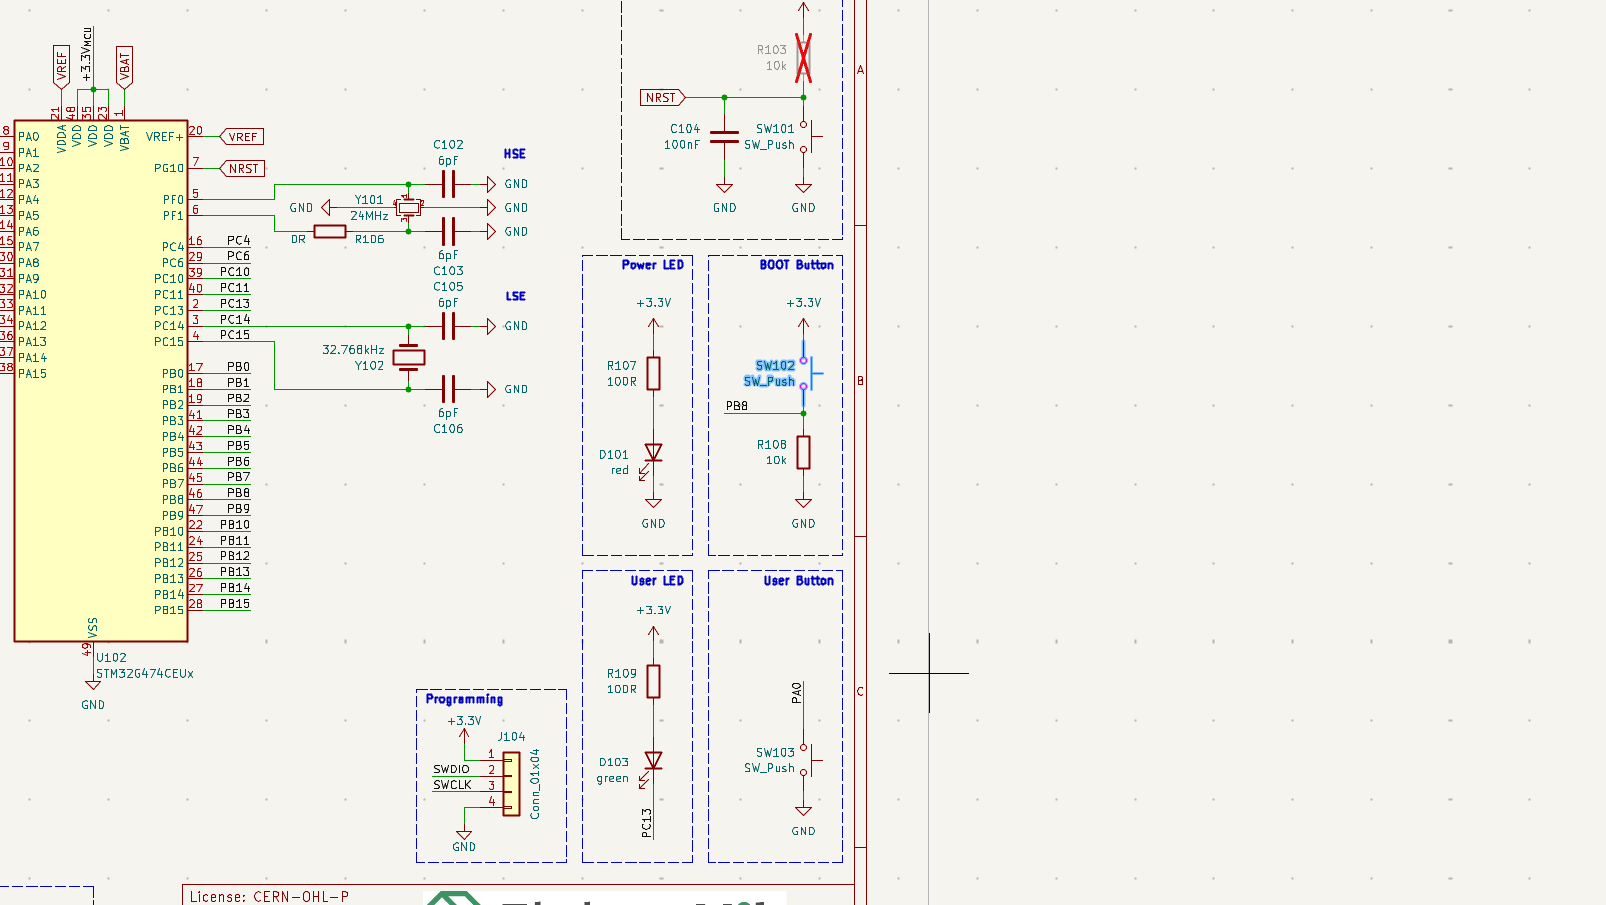 VREF
+3.3VMCU
VBAT
21
48
35
23
1
VDDA
VDD
VDD
VDD
VBAT
8 PA0
9 PA1
10 PA2
11 PA3
12 PA4
13 PA5
14 PA6
15 PA7
30 PA8
31 PA9
32 PA10
33 PA11
34 PA12
36 PA13
37 PA14
38 PA15
VREF+ 20 VREF
PG10 7 NRST
PF0 5
PF1 6
PC4 16 PC4
PC6 29 PC6
PC10 39 PC10
PC11 40 PC11
PC13 2 PC13
PC14 3 PC14
PC15 4 PC15
PB0 17 PB0
PB1 18 PB1
PB2 19 PB2
PB3 41 PB3
PB4 42 PB4
PB5 43 PB5
PB6 44 PB6
PB7 45 PB7
PB8 46 PB8
PB9 47 PB9
PB10 22 PB10
PB11 24 PB11
PB12 25 PB12
PB13 26 PB13
PB14 27 PB14
PB15 28 PB15
VSS
49
U102
STM32G474CEUx
GND
HSE
C102
6pF
GND
GND
Y101
24MHz
1
2
3
4
GND
0R
R106
GND
6pF
C103
LSE
C105
6pF
GND
32.768kHz
Y102
GND
6pF
C106
R103
10k
NRST
C104
100nF
SW101
SW_Push
GND
GND
Power LED
+3.3V
R107
100R
D101
red
GND
BOOT Button
+3.3V
SW102
SW_Push
PB8
R108
10k
GND
User LED
+3.3V
R109
100R
D103
green
PC13
User Button
PA0
SW103
SW_Push
GND
Programming
+3.3V
J104
1
SWDIO 2
SWCLK 3
4
Conn_01x04
GND
A
B
C
License: CERN-OHL-P